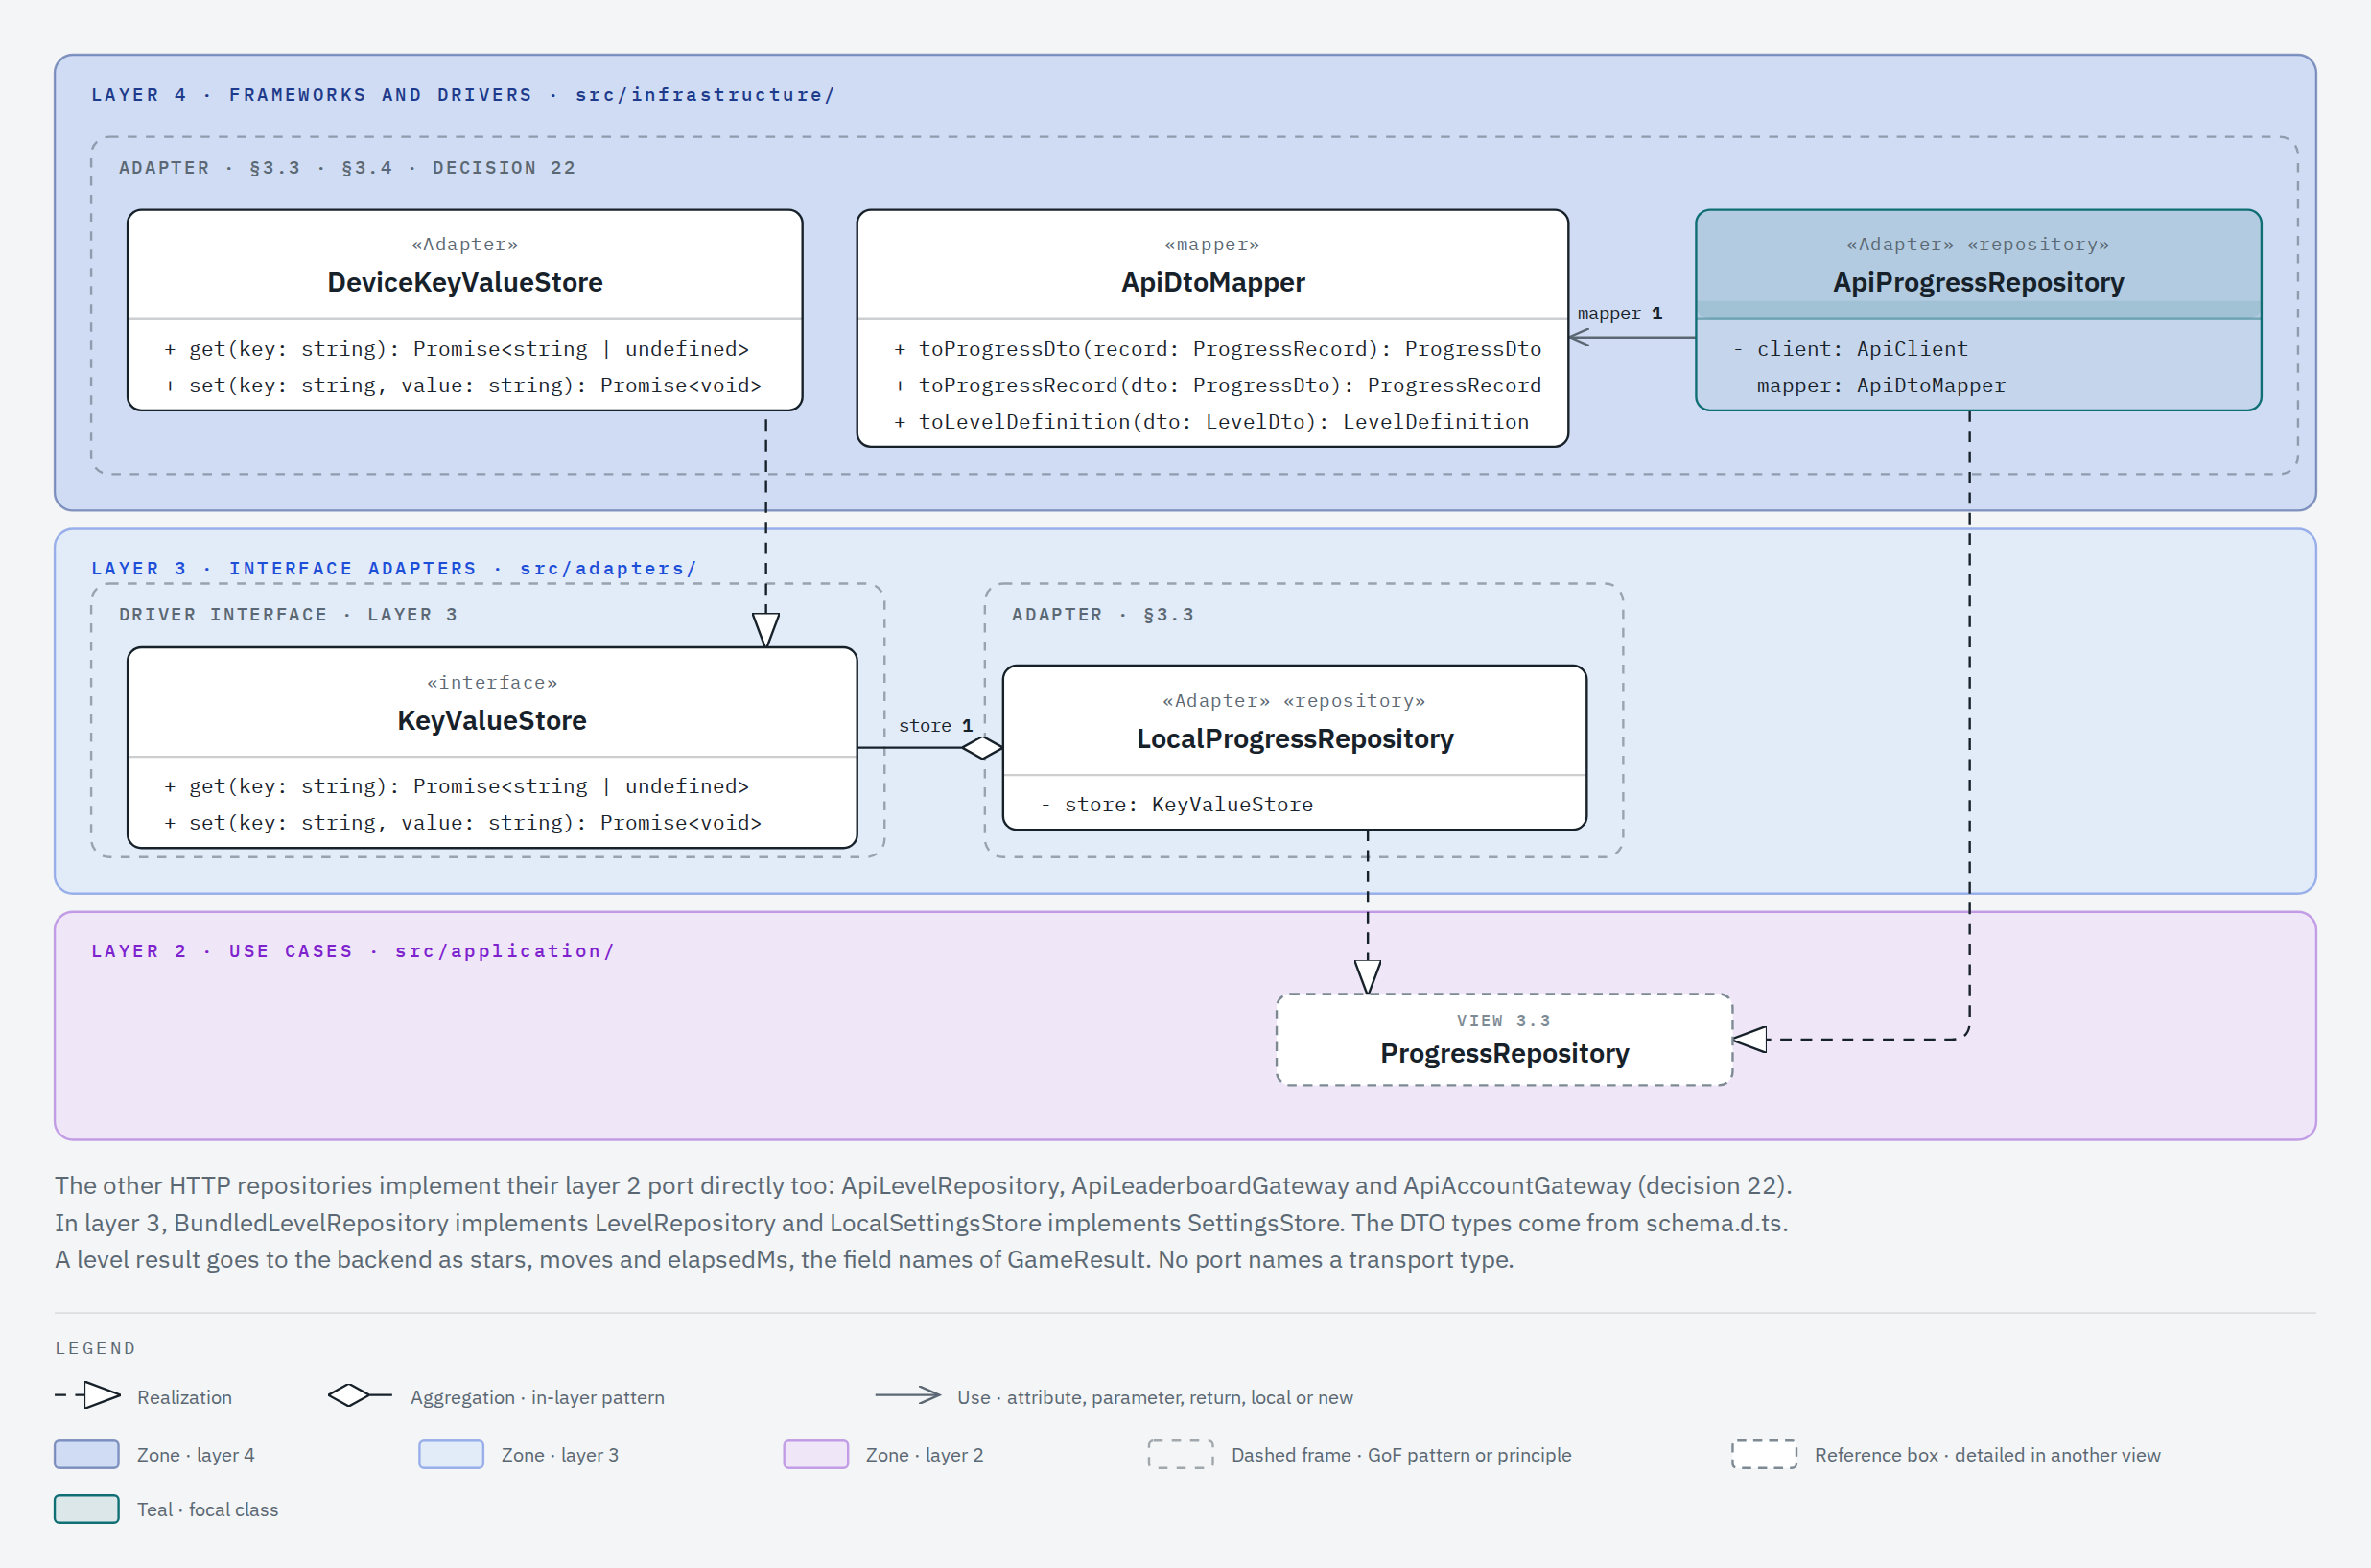 LAYER 4 · FRAMEWORKS AND DRIVERS · src/infrastructure/
ADAPTER · §3.3 · §3.4 · DECISION 22
«Adapter»
DeviceKeyValueStore
+ get(key: string): Promise<string | undefined>
+ set(key: string, value: string): Promise<void>
«mapper»
ApiDtoMapper
+ toProgressDto(record: ProgressRecord): ProgressDto
+ toProgressRecord(dto: ProgressDto): ProgressRecord
+ toLevelDefinition(dto: LevelDto): LevelDefinition
mapper 1
«Adapter» «repository»
ApiProgressRepository
- client: ApiClient
- mapper: ApiDtoMapper
LAYER 3 · INTERFACE ADAPTERS · src/adapters/
DRIVER INTERFACE · LAYER 3
«interface»
KeyValueStore
+ get(key: string): Promise<string | undefined>
+ set(key: string, value: string): Promise<void>
store 1
ADAPTER · §3.3
«Adapter» «repository»
LocalProgressRepository
- store: KeyValueStore
LAYER 2 · USE CASES · src/application/
VIEW 3.3
ProgressRepository
The other HTTP repositories implement their layer 2 port directly too: ApiLevelRepository, ApiLeaderboardGateway and ApiAccountGateway (decision 22).
In layer 3, BundledLevelRepository implements LevelRepository and LocalSettingsStore implements SettingsStore. The DTO types come from schema.d.ts.
A level result goes to the backend as stars, moves and elapsedMs, the field names of GameResult. No port names a transport type.
LEGEND
Realization
Aggregation · in-layer pattern
Use · attribute, parameter, return, local or new
Zone · layer 4
Zone · layer 3
Zone · layer 2
Dashed frame · GoF pattern or principle
Reference box · detailed in another view
Teal · focal class